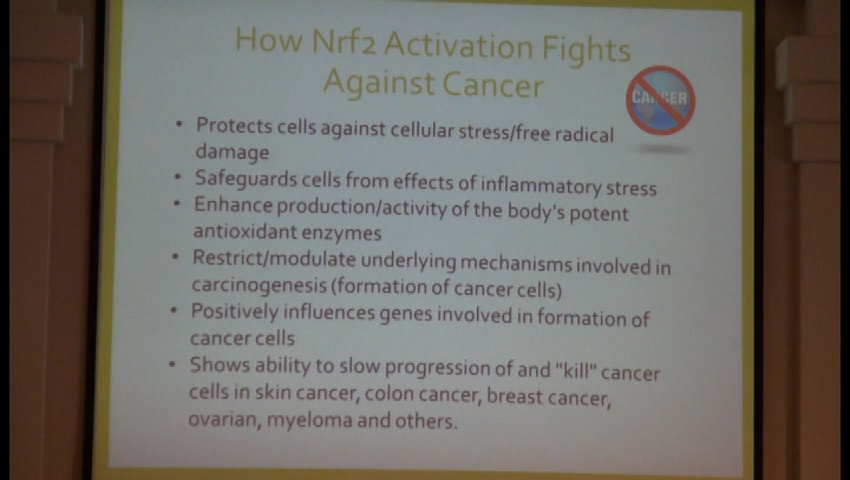 How Nrf2 Activation Fights
Against Cancer
CANCER
• Protects cells against cellular stress/free radical
damage
• Safeguards cells from effects of inflammatory stress
• Enhance production/activity of the body's potent
antioxidant enzymes
• Restrict/modulate underlying mechanisms involved in
carcinogenesis (formation of cancer cells)
• Positively influences genes involved in formation of
cancer cells
• Shows ability to slow progression of and "kill" cancer
cells in skin cancer, colon cancer, breast cancer,
ovarian, myeloma and others.